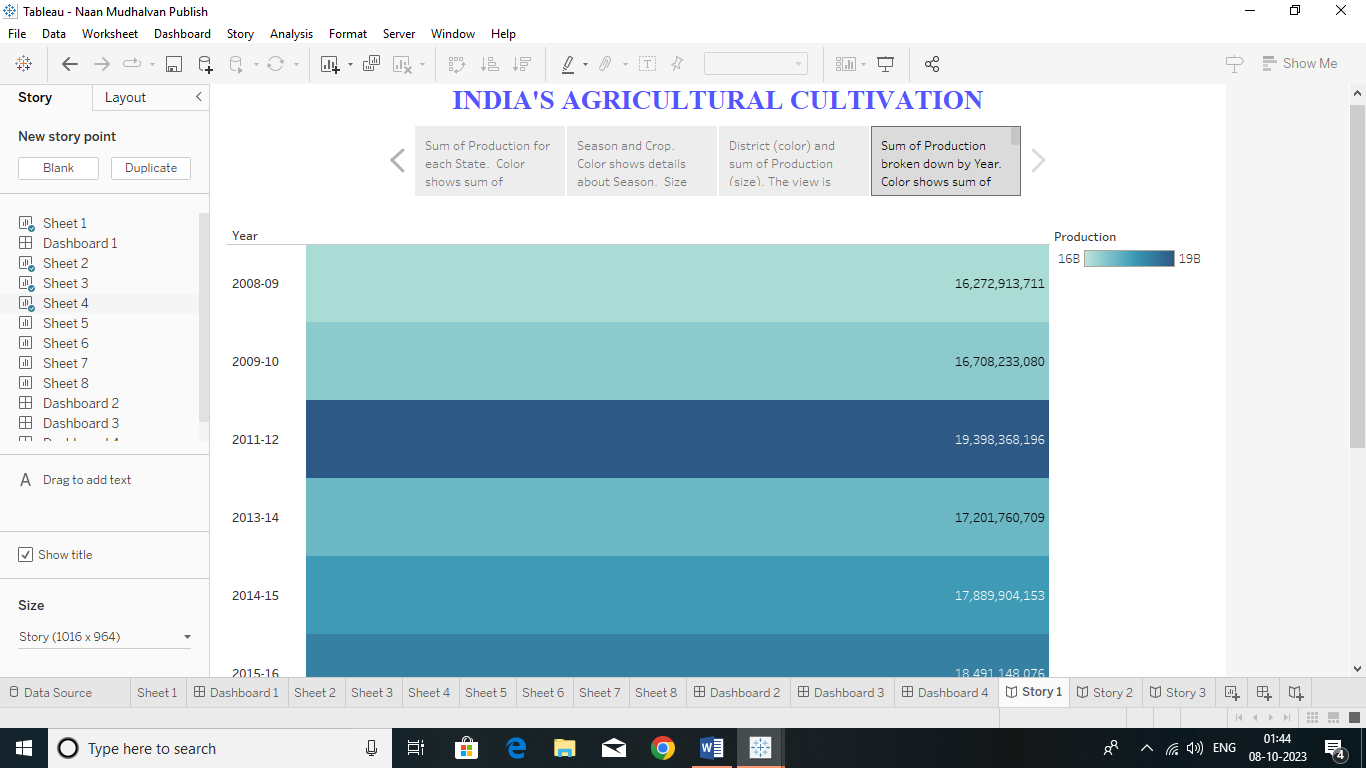 Tableau - Naan Mudhalvan Publish
File Data Worksheet Dashboard Story Analysis Format Server Window Help
Show Me
Story Layout
New story point
Blank Duplicate
Sheet 1
Dashboard 1
Sheet 2
Sheet 3
Sheet 4
Sheet 5
Sheet 6
Sheet 7
Sheet 8
Dashboard 2
Dashboard 3
A Drag to add text
Show title
Size
Story (1016 x 964)
INDIA'S AGRICULTURAL CULTIVATION
Sum of Production for
each State. Color
shows sum of
Season and Crop.
Color shows details
about Season. Size
District (color) and
sum of Production
(size). The view is
Sum of Production
broken down by Year.
Color shows sum of
Year
2008-09 16,272,913,711
2009-10 16,708,233,080
2011-12 19,398,368,196
2013-14 17,201,760,709
2014-15 17,889,904,153
2015-16 18,491,148,076
Production
16B 19B
Data Source Sheet 1 Dashboard 1 Sheet 2 Sheet 3 Sheet 4 Sheet 5 Sheet 6 Sheet 7 Sheet 8 Dashboard 2 Dashboard 3 Dashboard 4 Story 1 Story 2 Story 3
Type here to search
ENG
01:44
08-10-2023
4